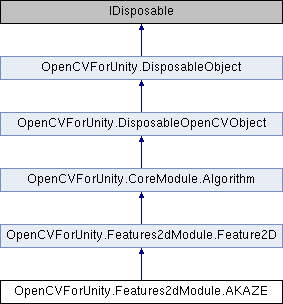 IDisposable
OpenCVForUnity.DisposableObject
OpenCVForUnity.DisposableOpenCVObject
OpenCVForUnity.CoreModule.Algorithm
OpenCVForUnity.Features2dModule.Feature2D
OpenCVForUnity.Features2dModule.AKAZE